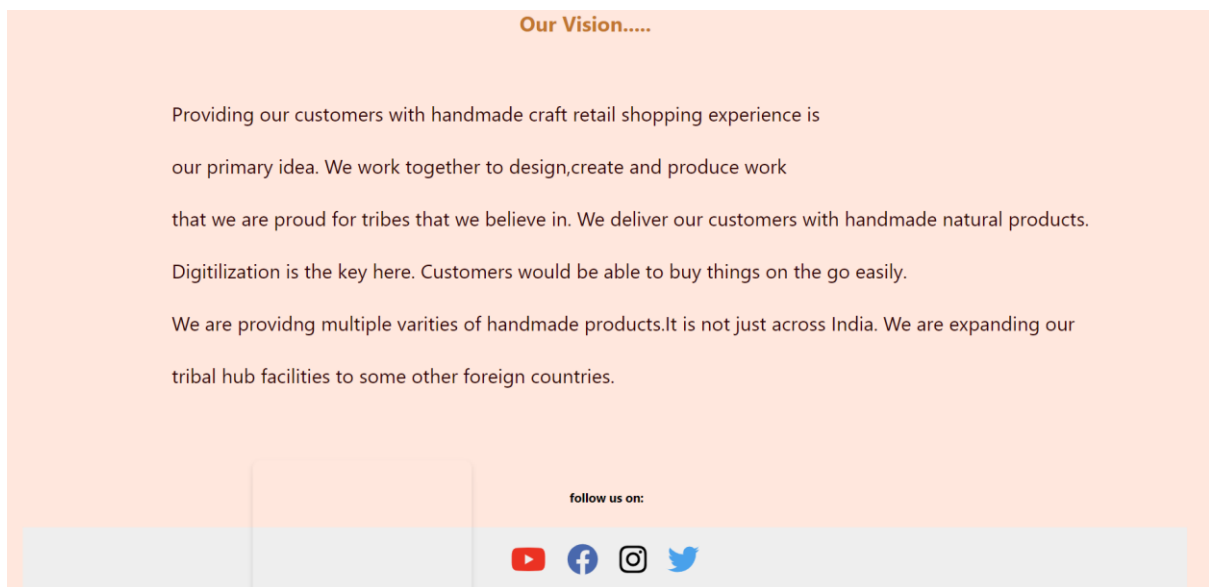 Our Vision.....
Providing our customers with handmade craft retail shopping experience is
our primary idea. We work together to design,create and produce work
that we are proud for tribes that we believe in. We deliver our customers with handmade natural products.
Digitilization is the key here. Customers would be able to buy things on the go easily.
We are providng multiple varities of handmade products.It is not just across India. We are expanding our
tribal hub facilities to some other foreign countries.
follow us on: